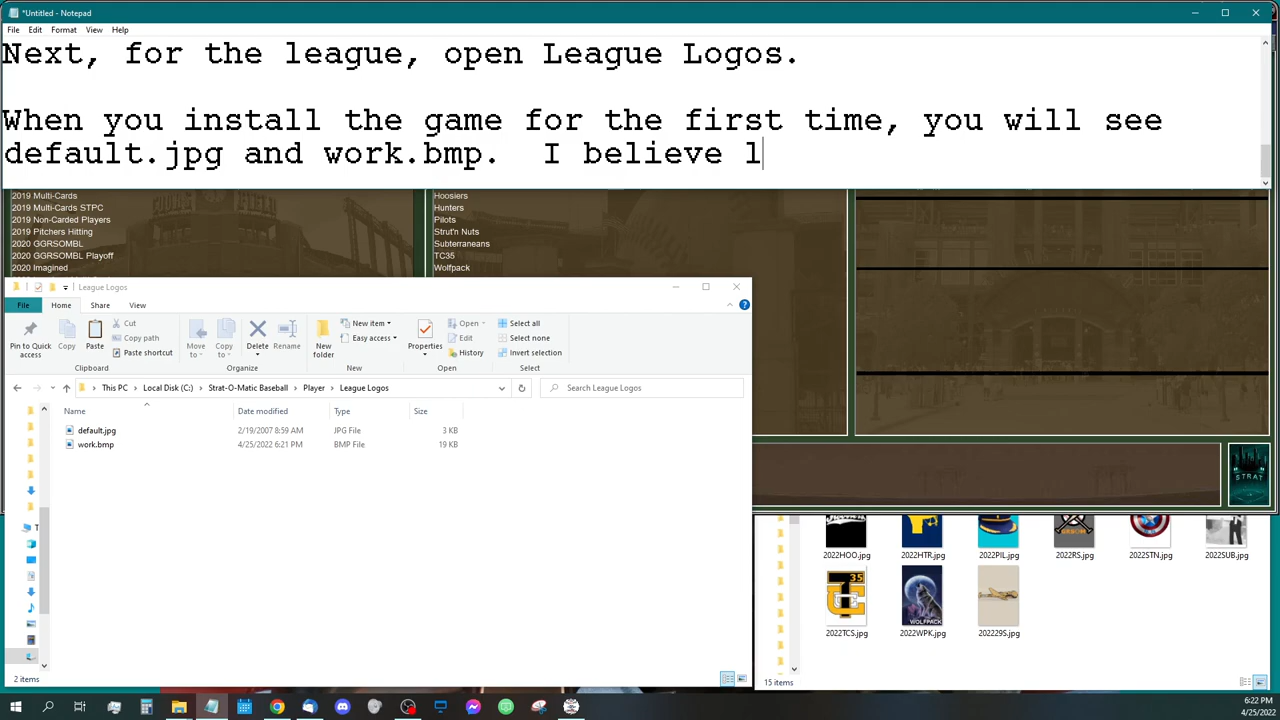 *Untitled - Notepad
File Edit Format View Help
Next, for the league, open League Logos.
When you install the game for the first time, you will see
default.jpg and work.bmp.  I believe l
2019 Multi-Cards
2019 Multi-Cards STPC
2019 Non-Carded Players
2019 Pitchers Hitting
2020 GGRSOMBL
2020 GGRSOMBL Playoff
2020 Imagined
Hoosiers
Hunters
Pilots
Strut'n Nuts
Subterraneans
TC35
Wolfpack
League Logos
File Home Share View
Pin to Quick access
Copy
Paste
Cut
Copy path
Paste shortcut
Clipboard
Move to
Copy to
Delete
Rename
Organize
New folder
New item
Easy access
New
Properties
Open
Edit
History
Open
Select all
Select none
Invert selection
Select
This PC > Local Disk (C:) > Strat-O-Matic Baseball > Player > League Logos
Search League Logos
Name Date modified Type Size
default.jpg 2/19/2007 8:59 AM JPG File 3 KB
work.bmp 4/25/2022 6:21 PM BMP File 19 KB
2 items
STRAT
2022HOO.jpg 2022HTR.jpg 2022PIL.jpg 2022RS.jpg 2022STN.jpg 2022SUB.jpg
35
WOLFPACK
2022TCS.jpg 2022WPK.jpg 20229S.jpg
15 items
6:22 PM
4/25/2022